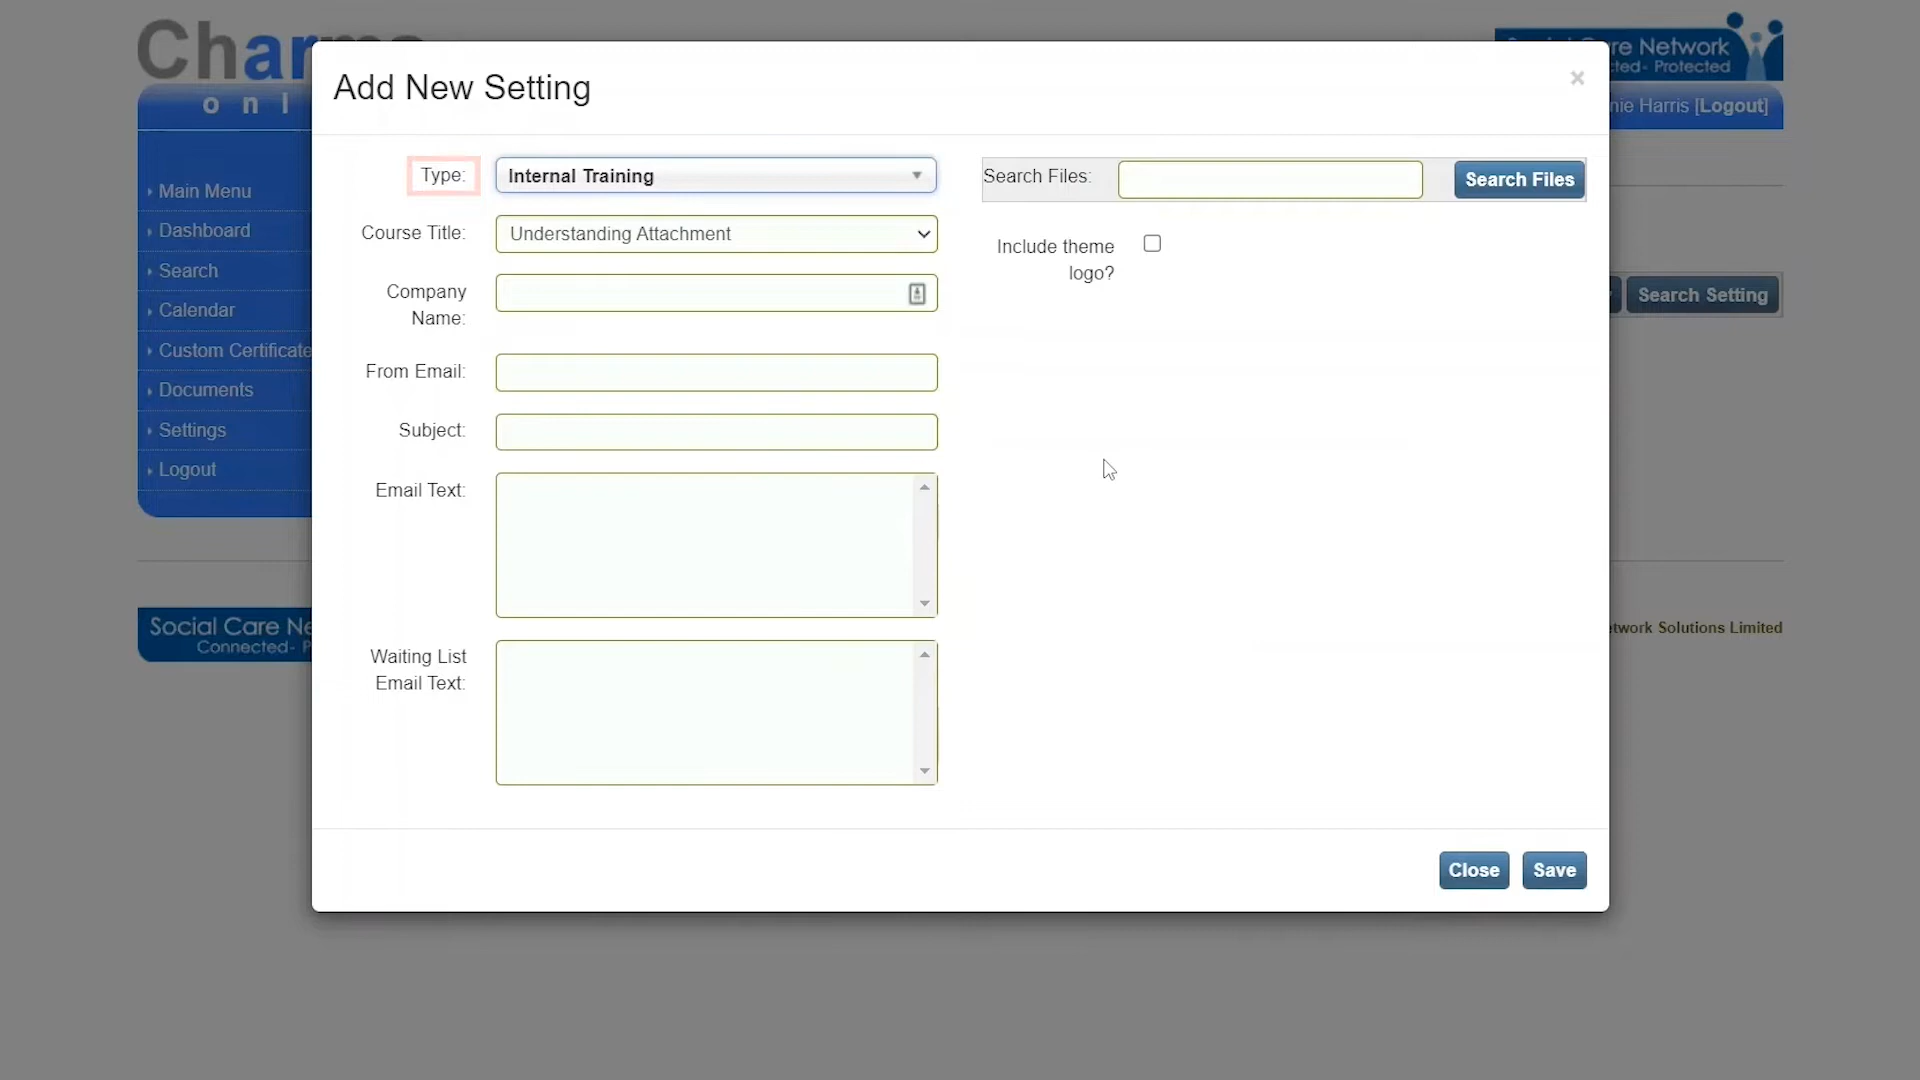 Add New Setting
×
Type:
Internal Training
Course Title:
Understanding Attachment
Company
Name:
From Email:
Subject:
Email Text:
Waiting List
Email Text:
Search Files:
Search Files
Include theme
logo?
Close
Save
onl
Main Menu
Dashboard
Search
Calendar
Custom Certificate
Documents
Settings
Logout
re Network
ted- Protected
nie Harris [Logout]
Search Setting
Social Care Ne
Connected- P
twork Solutions Limited